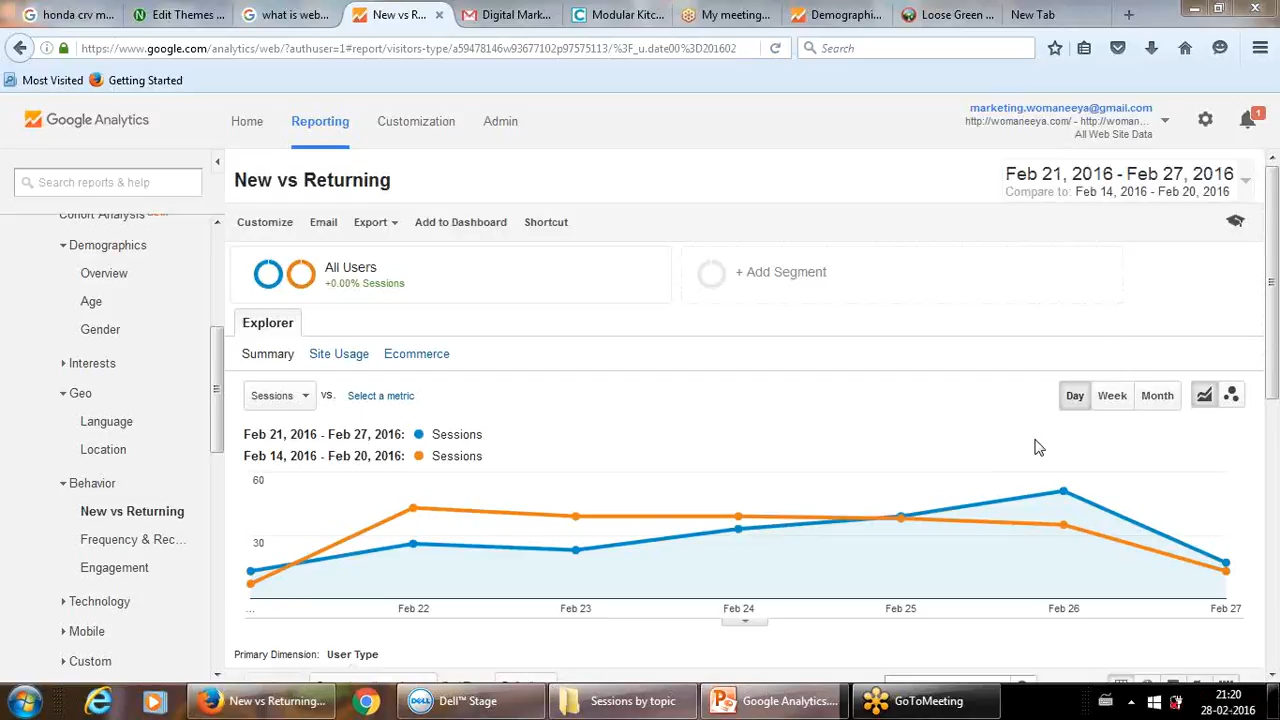 honda crv m...
Edit Themes ...
what is web...
New vs R...
Digital Mark...
Modular Kitc...
My meeting...
Demographi...
Loose Green ...
New Tab
https://www.google.com/analytics/web/?authuser=1#report/visitors-type/a59478146w93677102p97575113/%3F_u.date00%3D201602
Search
Most Visited
Getting Started
Google Analytics
Home
Reporting
Customization
Admin
marketing.womaneeya@gmail.com
http://womaneeya.com/ - http://woman...
All Web Site Data
1
Search reports & help
New vs Returning
Feb 21, 2016 - Feb 27, 2016
Compare to: Feb 14, 2016 - Feb 20, 2016
Customize
Email
Export
Add to Dashboard
Shortcut
Cohort Analysis BETA
Demographics
Overview
Age
Gender
Interests
Geo
Language
Location
Behavior
New vs Returning
Frequency & Rec...
Engagement
Technology
Mobile
Custom
All Users
+0.00% Sessions
+ Add Segment
Explorer
Summary
Site Usage
Ecommerce
Sessions
VS.
Select a metric
Day
Week
Month
Feb 21, 2016 - Feb 27, 2016: Sessions
Feb 14, 2016 - Feb 20, 2016: Sessions
60
30
...
Feb 22
Feb 23
Feb 24
Feb 25
Feb 26
Feb 27
Primary Dimension: User Type
New vs Returning...
DELL
Dell Stage
Sessions by topic
Google Analytics...
GoToMeeting
21:20
28-02-2016